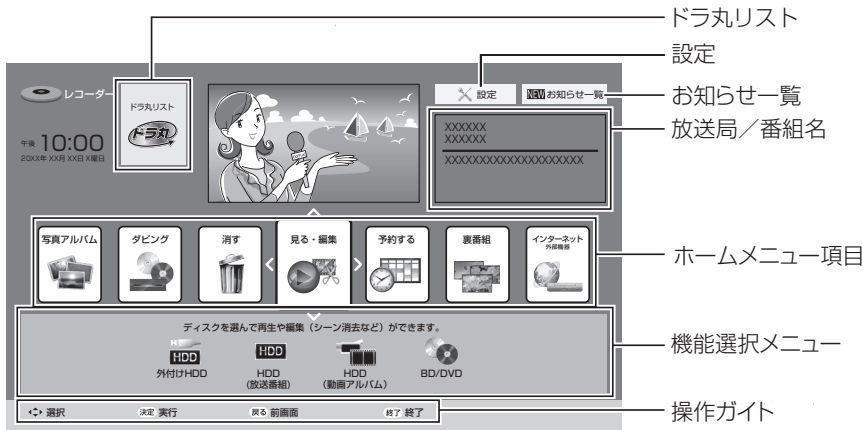 ドラ丸リスト
設定
お知らせ一覧
放送局／番組名
ホームメニュー項目
機能選択メニュー
操作ガイド
レコーダー
ドラ丸リスト
ドラ丸
設定
NEW お知らせ一覧
午後 10:00
20XX年 XX月 XX日 X曜日
XXXXXX
XXXXXX
XXXXXXXXXXXXXXXXXXXXX
写真アルバム
ダビング
消す
見る・編集
予約する
裏番組
インターネット
外部機器
ディスクを選んで再生や編集（シーン消去など）ができます。
HDD
外付けHDD
HDD
HDD
(放送番組)
HDD
(動画アルバム)
BD/DVD
選択
決定 実行
戻る 前画面
終了 終了